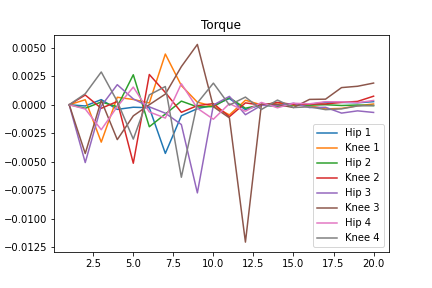 Torque
0.0050
0.0025
0.0000
−0.0025
−0.0050
−0.0075
−0.0100
−0.0125
Hip 1
Knee 1
Hip 2
Knee 2
Hip 3
Knee 3
Hip 4
Knee 4
2.5 5.0 7.5 10.0 12.5 15.0 17.5 20.0